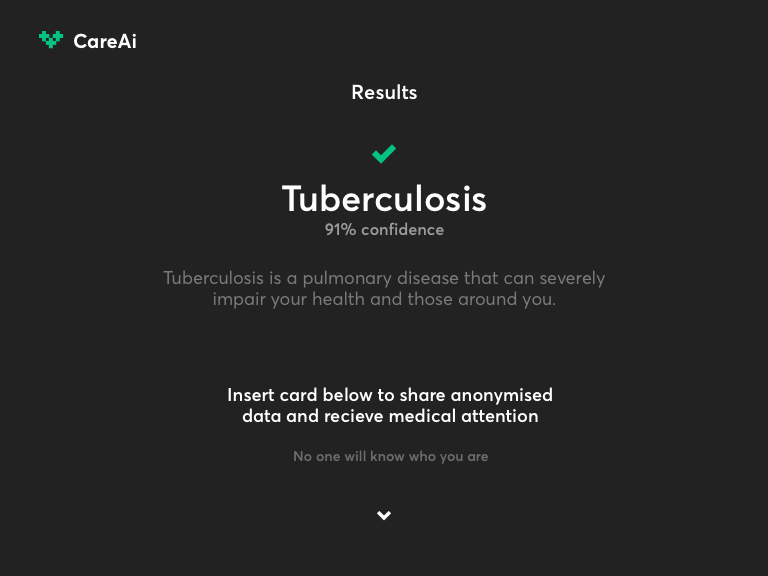 CareAi
Results
Tuberculosis
91% confidence
Tuberculosis is a pulmonary disease that can severely
impair your health and those around you.
Insert card below to share anonymised
data and recieve medical attention
No one will know who you are